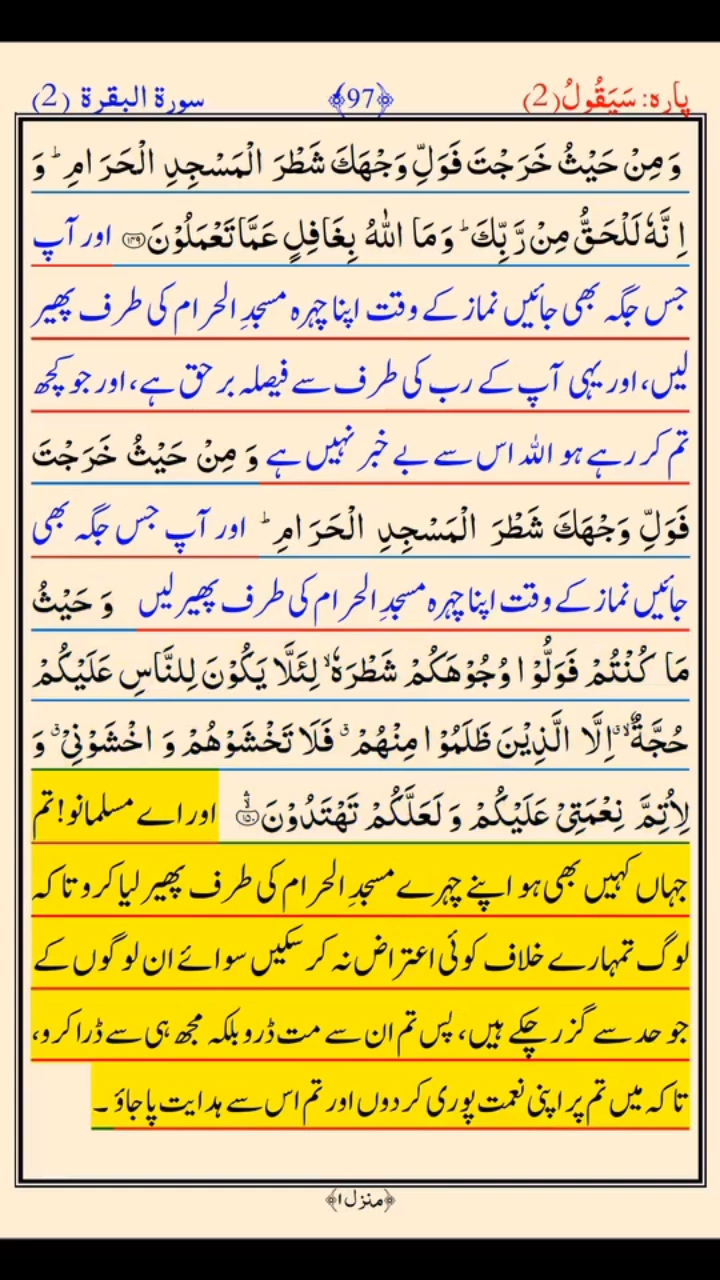 پارہ: سَيَقُولُ(2) ﴿97﴾ سورۃ البقرۃ (2)
وَ مِنْ حَيْثُ خَرَجْتَ فَوَلِّ وَجْهَكَ شَطْرَ الْمَسْجِدِ الْحَرَامِ ؕ وَ
اِنَّهٗ لَلْحَقُّ مِنْ رَّبِّكَ ؕ وَ مَا اللّٰهُ بِغَافِلٍ عَمَّا تَعْمَلُوْنَ ﴿۱۴۹﴾ اور آپ
جس جگہ بھی جائیں نماز کے وقت اپنا چہرہ مسجدِ الحرام کی طرف پھیر
لیں، اور یہی آپ کے رب کی طرف سے فیصلہ برحق ہے، اور جو کچھ
تم کر رہے ہو اللہ اس سے بے خبر نہیں ہے وَ مِنْ حَيْثُ خَرَجْتَ
فَوَلِّ وَجْهَكَ شَطْرَ الْمَسْجِدِ الْحَرَامِ ؕ اور آپ جس جگہ بھی
جائیں نماز کے وقت اپنا چہرہ مسجدِ الحرام کی طرف پھیر لیں وَ حَيْثُ
مَا كُنْتُمْ فَوَلُّوْا وُجُوْهَكُمْ شَطْرَهٗ ۙ لِئَلَّا يَكُوْنَ لِلنَّاسِ عَلَيْكُمْ
حُجَّةٌ ۙۗ اِلَّا الَّذِيْنَ ظَلَمُوْا مِنْهُمْ ۗ فَلَا تَخْشَوْهُمْ وَ اخْشَوْنِيْ ۗ وَ
لِاُتِمَّ نِعْمَتِيْ عَلَيْكُمْ وَ لَعَلَّكُمْ تَهْتَدُوْنَ ﴿۱۵۰﴾ اور اے مسلمانو! تم
جہاں کہیں بھی ہو اپنے چہرے مسجدِ الحرام کی طرف پھیر لیا کرو تا کہ
لوگ تمہارے خلاف کوئی اعتراض نہ کر سکیں سوائے ان لوگوں کے
جو حد سے گزر چکے ہیں، پس تم ان سے مت ڈرو بلکہ مجھ ہی سے ڈرا کرو،
تا کہ میں تم پر اپنی نعمت پوری کر دوں اور تم اس سے ہدایت پا جاؤ ۔
﴿منزل ۱﴾